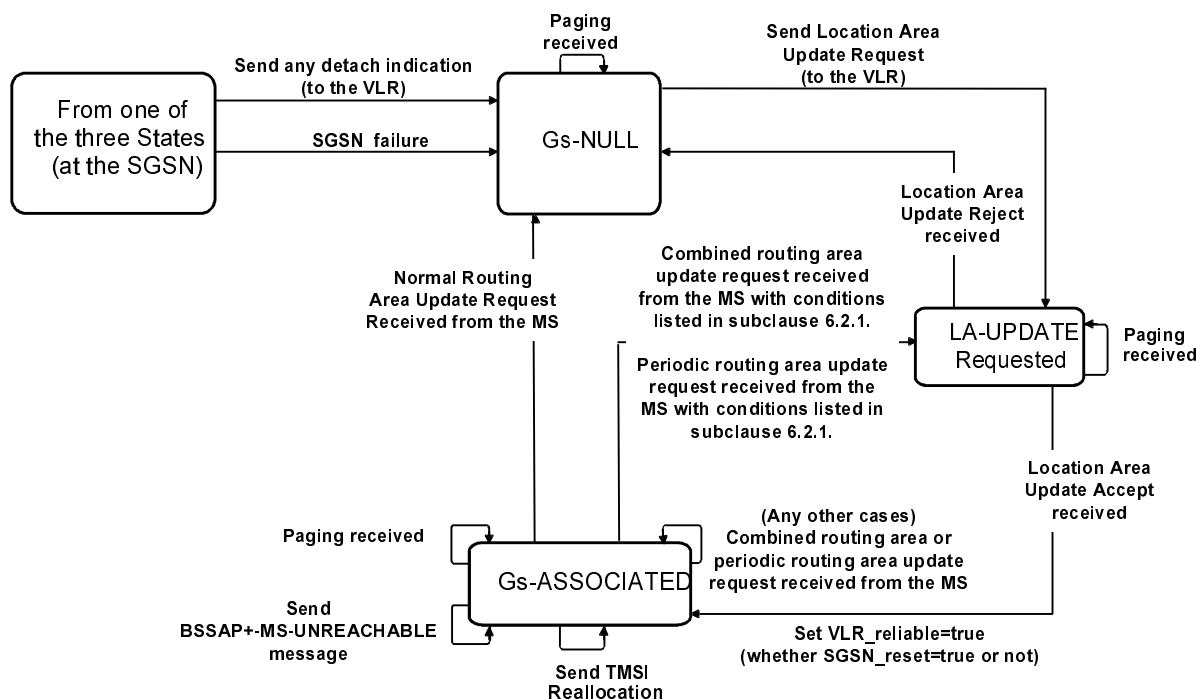 Paging
received
Send Location Area
Update Request
(to the VLR)
Send any detach indication
(to the VLR)
From one of
the three States
(at the SGSN)
SGSN failure
Gs-NULL
Location Area
Update Reject
received
Normal Routing
Area Update Request
Received from the MS
Combined routing area
update request received
from the MS with conditions
listed in subclause 6.2.1.
LA-UPDATE
Requested
Paging
received
Periodic routing area update
request received from the
MS with conditions listed in
subclause 6.2.1.
Location Area
Update Accept
received
Paging received
(Any other cases)
Combined routing area or
periodic routing area update
request received from the MS
Gs-ASSOCIATED
Send
BSSAP+-MS-UNREACHABLE
message
Set VLR_reliable=true
(whether SGSN_reset=true or not)
Send TMSI
Reallocation